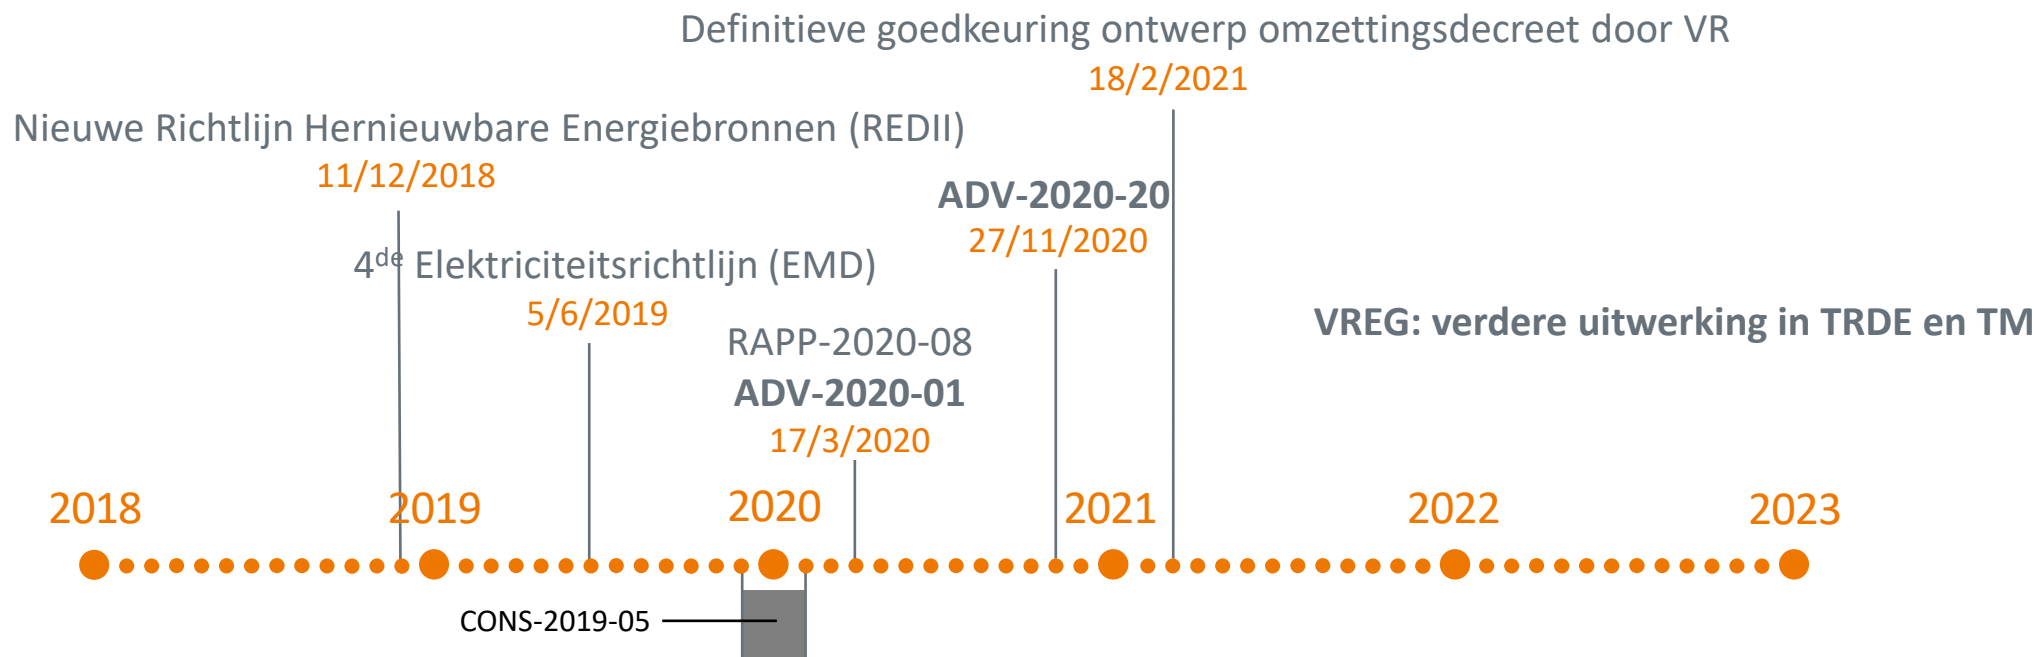 Definitieve goedkeuring ontwerp omzettingsdecreet door VR
18/2/2021
Nieuwe Richtlijn Hernieuwbare Energiebronnen (REDII)
11/12/2018
ADV-2020-20
27/11/2020
4de Elektriciteitsrichtlijn (EMD)
5/6/2019
VREG: verdere uitwerking in TRDE en TM
RAPP-2020-08
ADV-2020-01
17/3/2020
2018 2019 2020 2021 2022 2023
CONS-2019-05